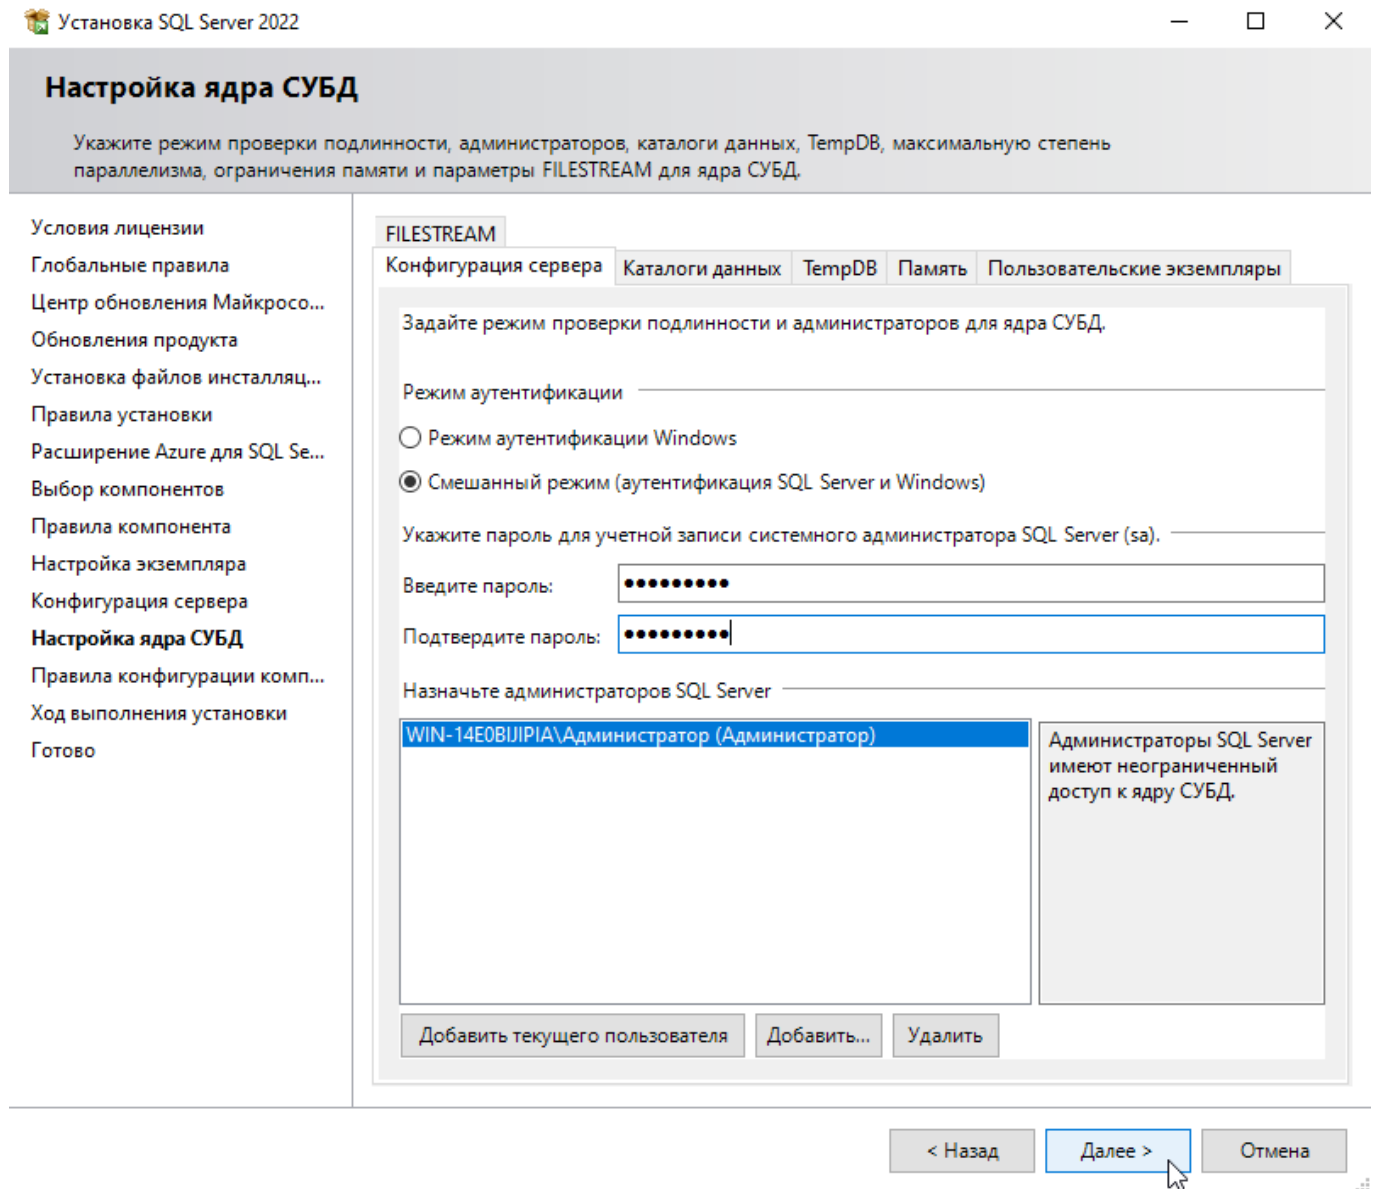 Установка SQL Server 2022
Настройка ядра СУБД
Укажите режим проверки подлинности, администраторов, каталоги данных, TempDB, максимальную степень
параллелизма, ограничения памяти и параметры FILESTREAM для ядра СУБД.
Условия лицензии
Глобальные правила
Центр обновления Майкросо...
Обновления продукта
Установка файлов инсталляц...
Правила установки
Расширение Azure для SQL Se...
Выбор компонентов
Правила компонента
Настройка экземпляра
Конфигурация сервера
Настройка ядра СУБД
Правила конфигурации комп...
Ход выполнения установки
Готово
FILESTREAM
Конфигурация сервера Каталоги данных TempDB Память Пользовательские экземпляры
Задайте режим проверки подлинности и администраторов для ядра СУБД.
Режим аутентификации
Режим аутентификации Windows
Смешанный режим (аутентификация SQL Server и Windows)
Укажите пароль для учетной записи системного администратора SQL Server (sa).
Введите пароль: ●●●●●●●●●
Подтвердите пароль: ●●●●●●●●●
Назначьте администраторов SQL Server
WIN-14E0BIJIPIA\Администратор (Администратор)
Администраторы SQL Server
имеют неограниченный
доступ к ядру СУБД.
Добавить текущего пользователя Добавить... Удалить
< Назад Далее > Отмена